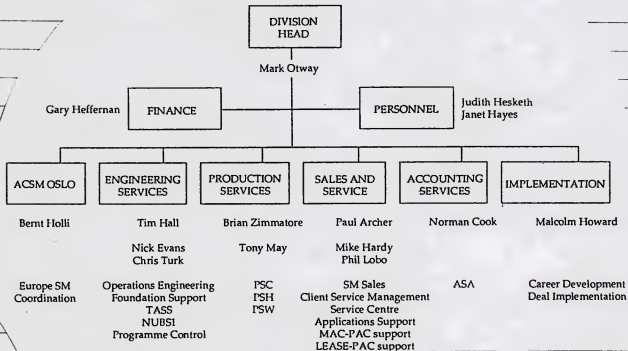 DIVISION
HEAD
Mark Otway
Gary Heffernan
FINANCE
PERSONNEL
Judith Hesketh
Janet Hayes
ACSM OSLO
ENGINEERING
SERVICES
PRODUCTION
SERVICES
SALES AND
SERVICE
ACCOUNTING
SERVICES
IMPLEMENTATION
Bernt Holli
Tim Hall
Brian Zimmatore
Paul Archer
Norman Cook
Malcolm Howard
Nick Evans
Chris Turk
Tony May
Mike Hardy
Phil Lobo
Europe SM
Coordination
Operations Engineering
Foundation Support
TASS
NUBS1
Programme Control
PSC
PSH
PSW
SM Sales
Client Service Management
Service Centre
Applications Support
MAC-PAC support
LEASE-PAC support
ASA
Career Development
Deal Implementation